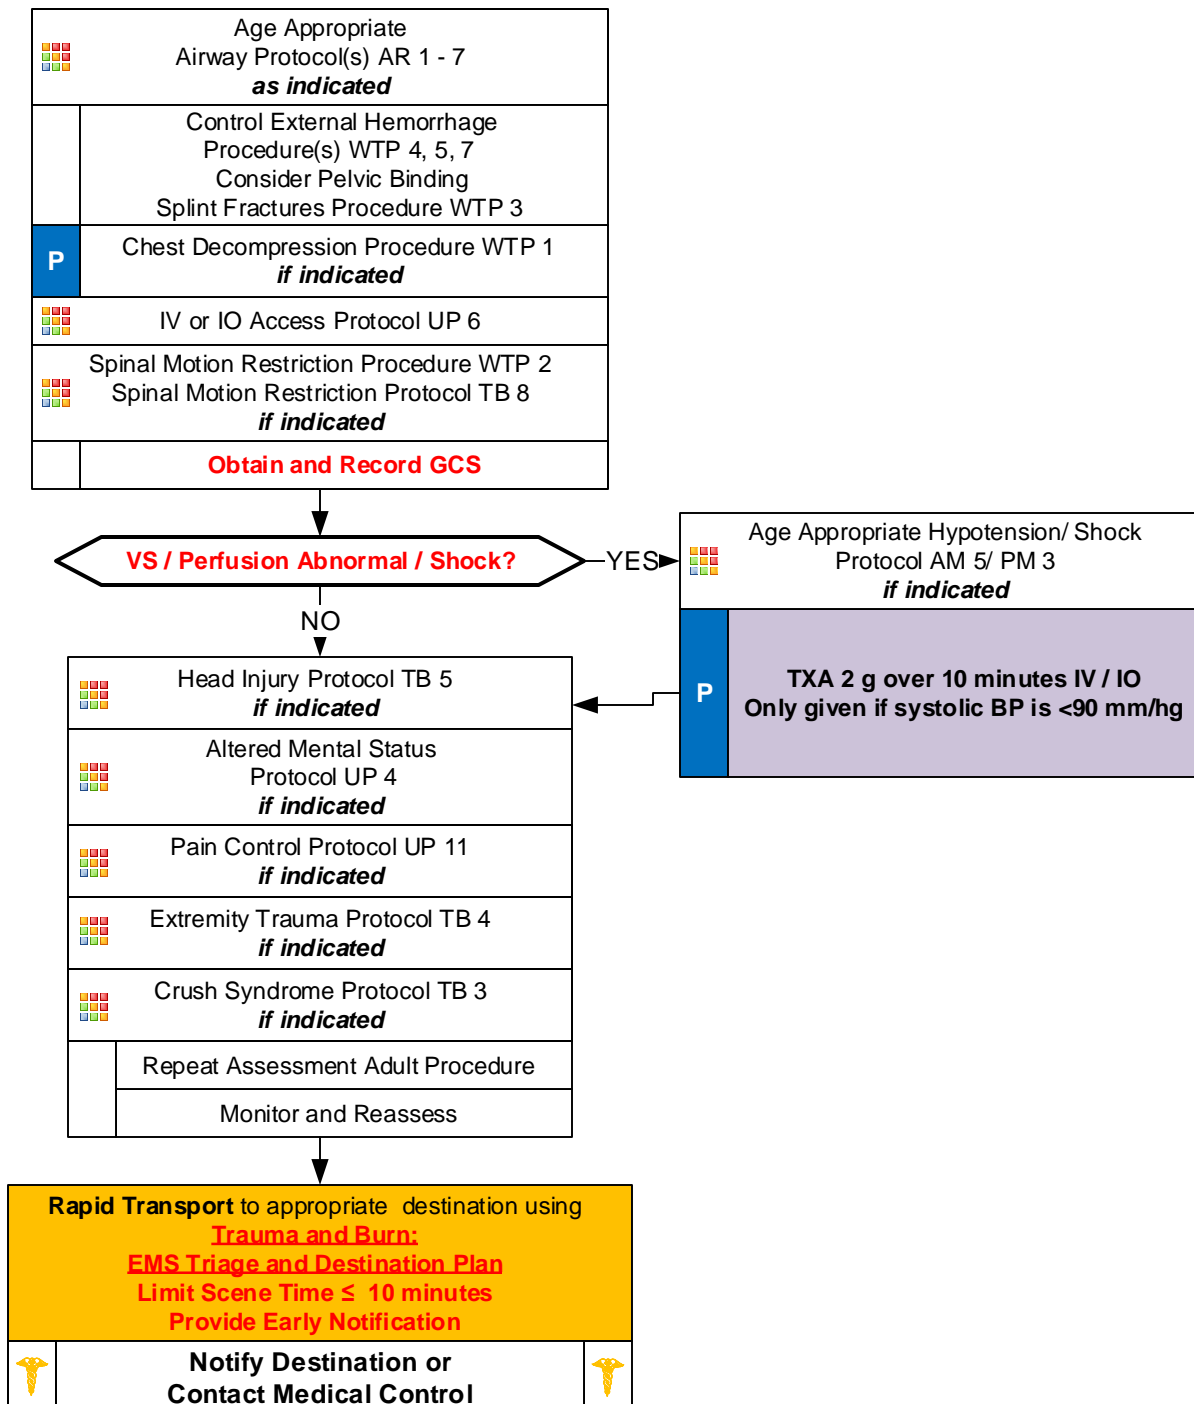 Age Appropriate
Airway Protocol(s) AR 1 - 7
as indicated
Control External Hemorrhage
Procedure(s) WTP 4, 5, 7
Consider Pelvic Binding
Splint Fractures Procedure WTP 3
P
Chest Decompression Procedure WTP 1
if indicated
IV or IO Access Protocol UP 6
Spinal Motion Restriction Procedure WTP 2
Spinal Motion Restriction Protocol TB 8
if indicated
Obtain and Record GCS
VS / Perfusion Abnormal / Shock?
YES
Age Appropriate Hypotension/ Shock
Protocol AM 5/ PM 3
if indicated
P
TXA 2 g over 10 minutes IV / IO
Only given if systolic BP is <90 mm/hg
NO
Head Injury Protocol TB 5
if indicated
Altered Mental Status
Protocol UP 4
if indicated
Pain Control Protocol UP 11
if indicated
Extremity Trauma Protocol TB 4
if indicated
Crush Syndrome Protocol TB 3
if indicated
Repeat Assessment Adult Procedure
Monitor and Reassess
Rapid Transport to appropriate destination using
Trauma and Burn:
EMS Triage and Destination Plan
Limit Scene Time ≤ 10 minutes
Provide Early Notification
Notify Destination or
Contact Medical Control